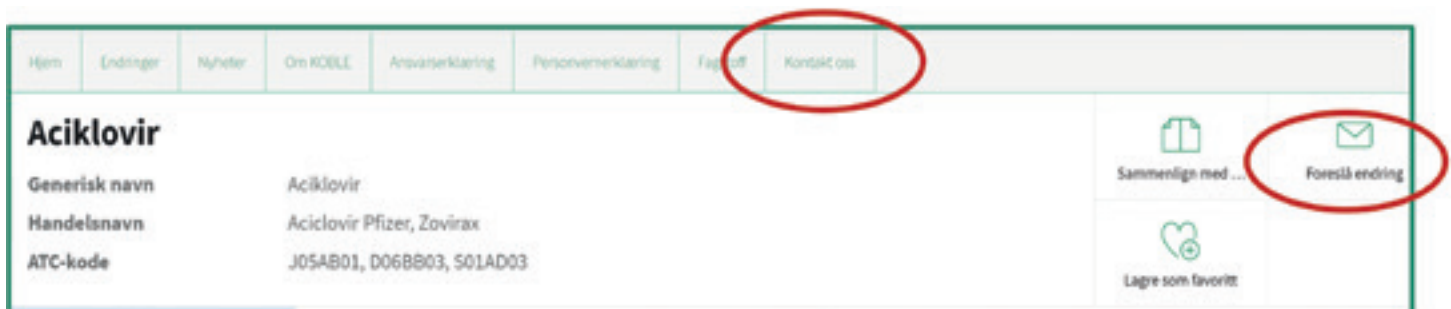 Hjem Endringer Nyheter Om KOBLE Ansvarserklæring Personvernerklæring Fagstoff Kontakt oss
Aciklovir
Generisk navn Aciklovir
Handelsnavn Aciclovir Pfizer, Zovirax
ATC-kode J05AB01, D06BB03, S01AD03
Sammenlign med ... Foreslå endring
Lagre som favoritt